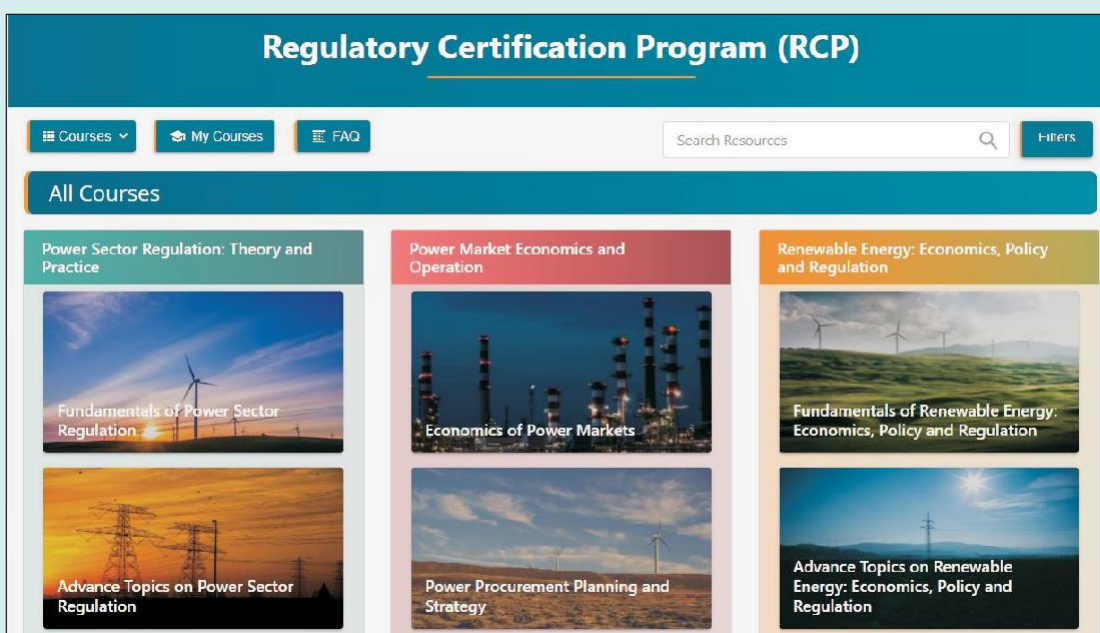 Regulatory Certification Program (RCP)
Courses
My Courses
FAQ
Search Resources
Filters
All Courses
Power Sector Regulation: Theory and
Practice
Fundamentals of Power Sector
Regulation
Advance Topics on Power Sector
Regulation
Power Market Economics and
Operation
Economics of Power Markets
Power Procurement Planning and
Strategy
Renewable Energy: Economics, Policy
and Regulation
Fundamentals of Renewable Energy:
Economics, Policy and Regulation
Advance Topics on Renewable
Energy: Economics, Policy and
Regulation